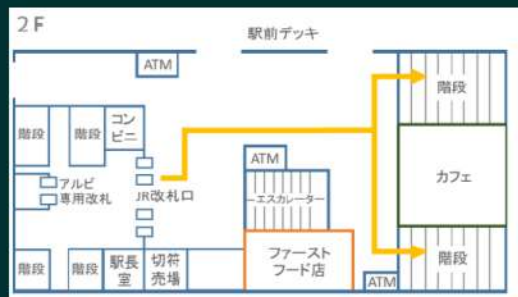 2F
駅前デッキ
ATM
階段
階段
階段
コン
ビニ
ATM
カフェ
アルビ
専用改札
JR改札口
エスカレーター
階段
階段
駅長
室
切符
売場
ファースト
フード店
ATM
階段